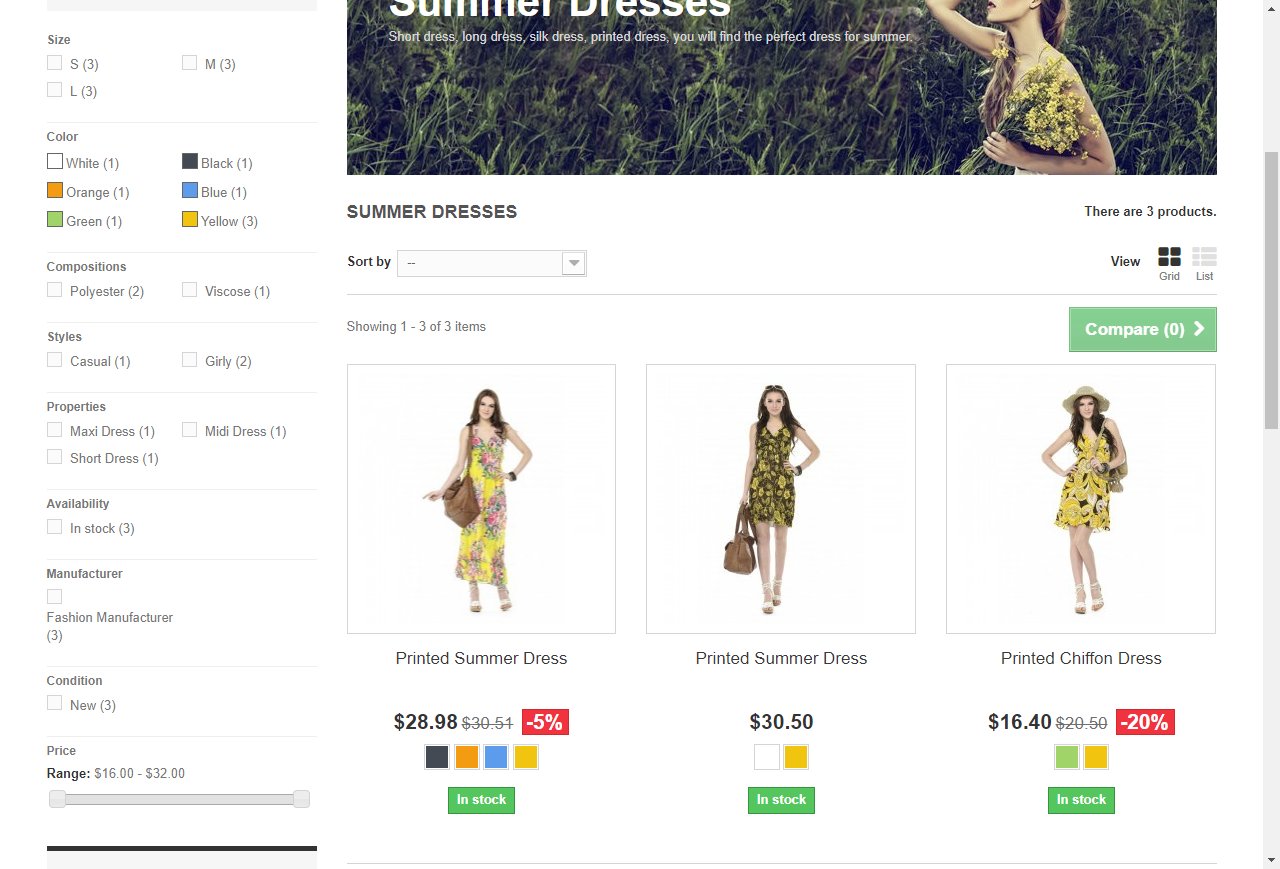 Summer Dresses
Short dress, long dress, silk dress, printed dress, you will find the perfect dress for summer.
Size
S (3)
M (3)
L (3)
Color
White (1)
Black (1)
Orange (1)
Blue (1)
Green (1)
Yellow (3)
Compositions
Polyester (2)
Viscose (1)
Styles
Casual (1)
Girly (2)
Properties
Maxi Dress (1)
Midi Dress (1)
Short Dress (1)
Availability
In stock (3)
Manufacturer
Fashion Manufacturer
(3)
Condition
New (3)
Price
Range: $16.00 - $32.00
SUMMER DRESSES
There are 3 products.
Sort by
--
View
Grid
List
Showing 1 - 3 of 3 items
Compare (0)
Printed Summer Dress
$28.98 $30.51 -5%
In stock
Printed Summer Dress
$30.50
In stock
Printed Chiffon Dress
$16.40 $20.50 -20%
In stock